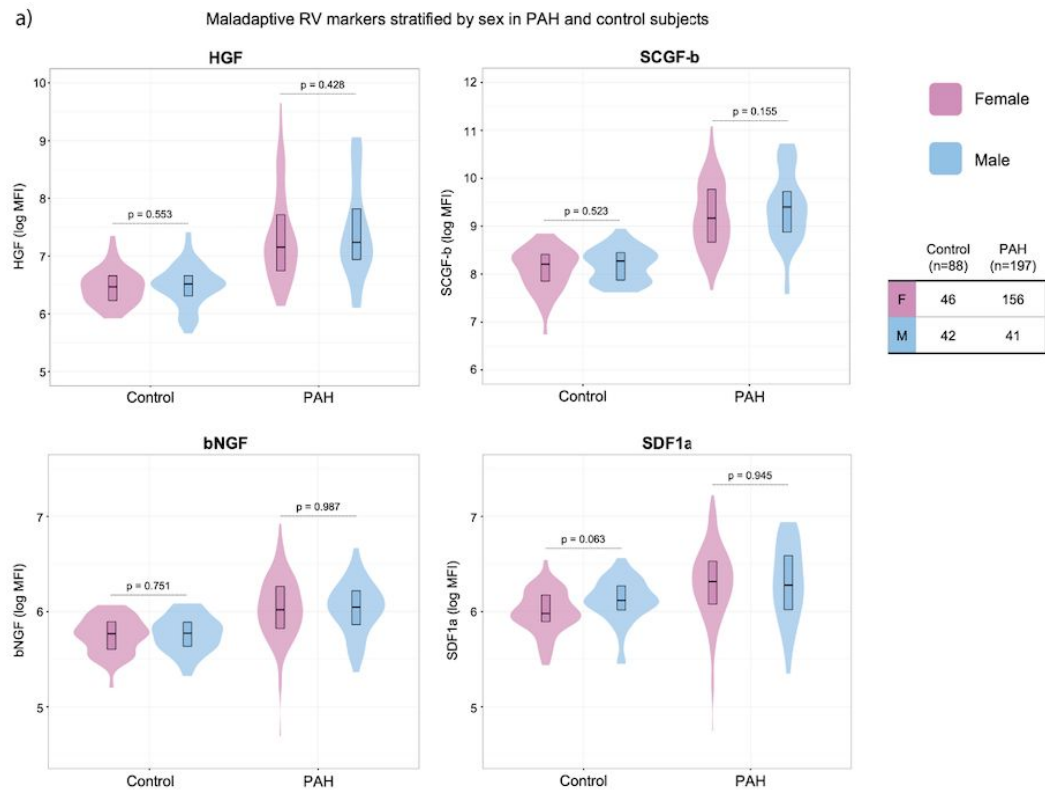 a)
Maladaptive RV markers stratified by sex in PAH and control subjects
HGF
10
9
8
7
6
5
HGF (log MFI)
p = 0.553
p = 0.428
Control
PAH
SCGF-b
12
11
10
9
8
7
6
SCGF-b (log MFI)
p = 0.523
p = 0.155
Control
PAH
Female
Male
Control PAH
(n=88) (n=197)
F 46 156
M 42 41
bNGF
7
6
5
bNGF (log MFI)
p = 0.751
p = 0.987
Control
PAH
SDF1a
7
6
5
SDF1a (log MFI)
p = 0.063
p = 0.945
Control
PAH